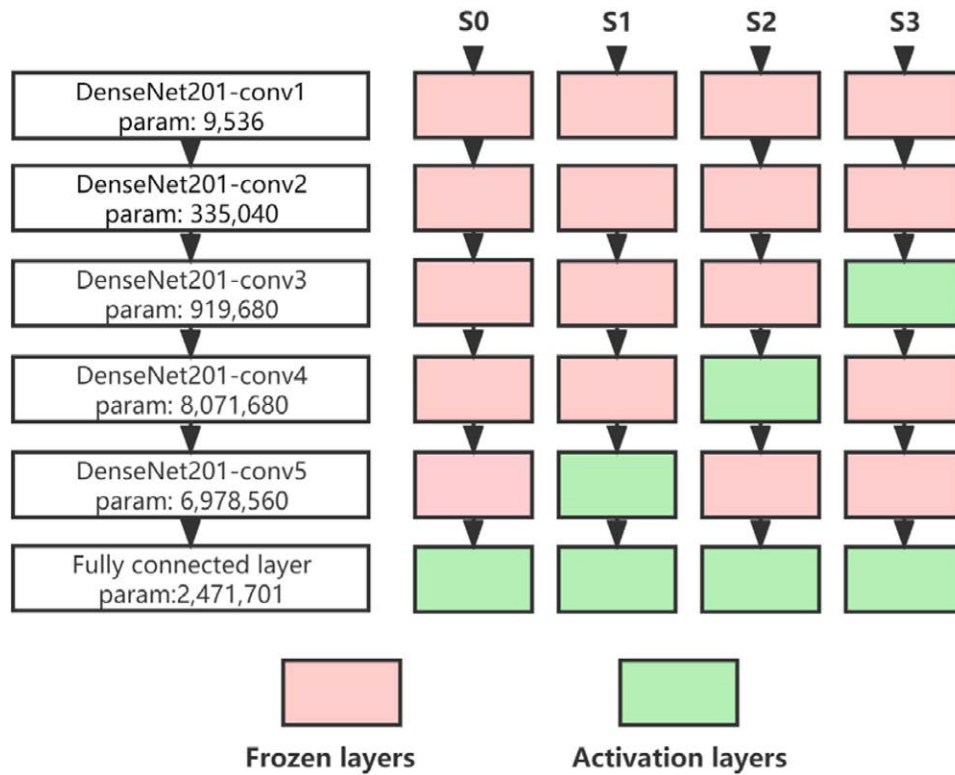 S0 S1 S2 S3
DenseNet201-conv1
param: 9,536
DenseNet201-conv2
param: 335,040
DenseNet201-conv3
param: 919,680
DenseNet201-conv4
param: 8,071,680
DenseNet201-conv5
param: 6,978,560
Fully connected layer
param:2,471,701
Frozen layers
Activation layers